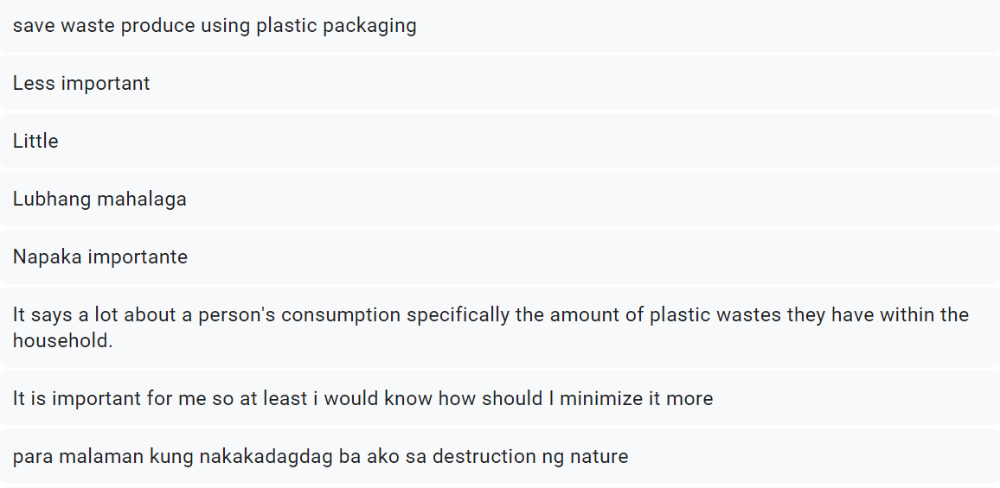 save waste produce using plastic packaging
Less important
Little
Lubhang mahalaga
Napaka importante
It says a lot about a person's consumption specifically the amount of plastic wastes they have within the
household.
It is important for me so at least i would know how should I minimize it more
para malaman kung nakakadagdag ba ako sa destruction ng nature